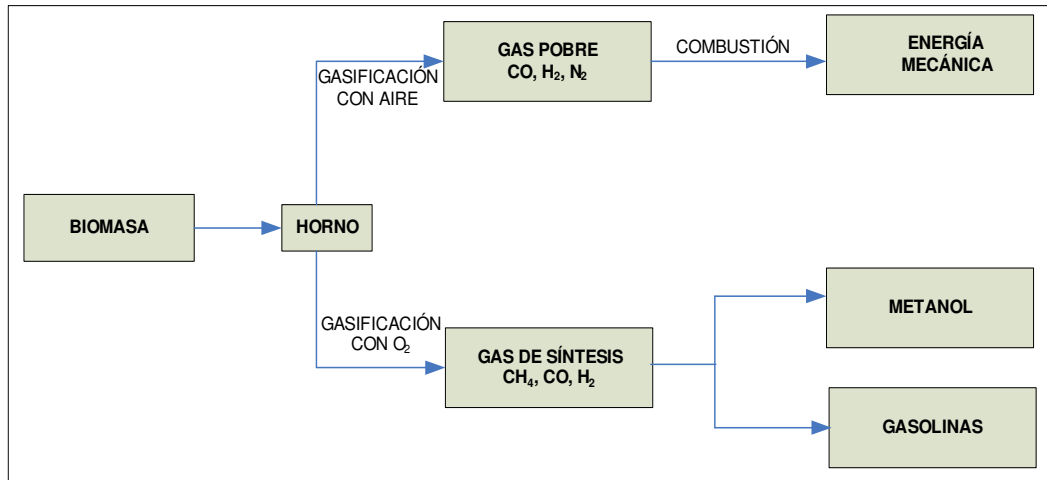 GAS POBRE
CO, H₂, N₂
COMBUSTIÓN
ENERGÍA
MECÁNICA
GASIFICACIÓN
CON AIRE
BIOMASA
HORNO
GASIFICACIÓN
CON O₂
GAS DE SÍNTESIS
CH₄, CO, H₂
METANOL
GASOLINAS